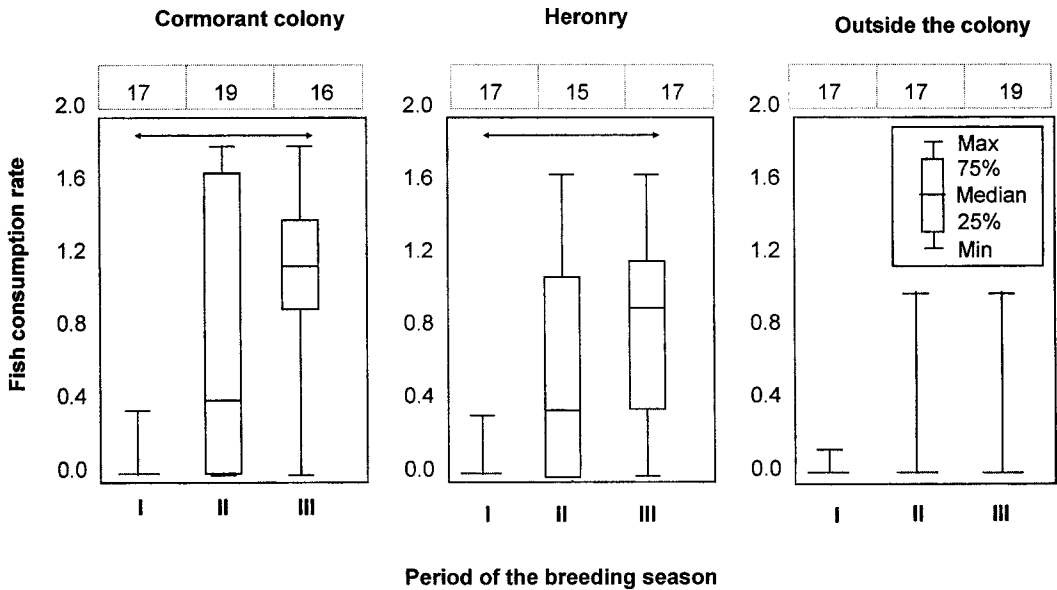 Cormorant colony
Heronry
Outside the colony
17 19 16
17 15 17
17 17 19
Fish consumption rate
2.0
1.6
1.2
0.8
0.4
0.0
I II III
2.0
1.6
1.2
0.8
0.4
0.0
I II III
2.0
1.6
1.2
0.8
0.4
0.0
I II III
Max
75%
Median
25%
Min
Period of the breeding season